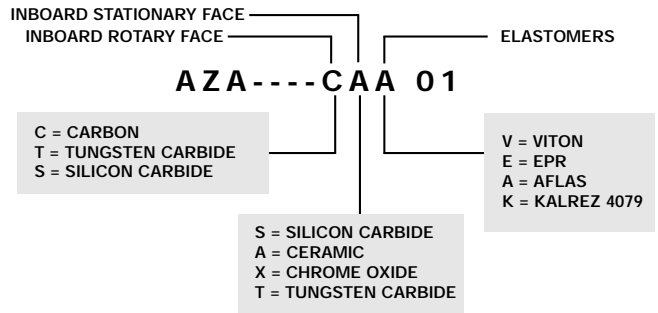 INBOARD STATIONARY FACE
INBOARD ROTARY FACE
ELASTOMERS
AZA----CAA 01
C = CARBON
T = TUNGSTEN CARBIDE
S = SILICON CARBIDE
V = VITON
E = EPR
A = AFLAS
K = KALREZ 4079
S = SILICON CARBIDE
A = CERAMIC
X = CHROME OXIDE
T = TUNGSTEN CARBIDE